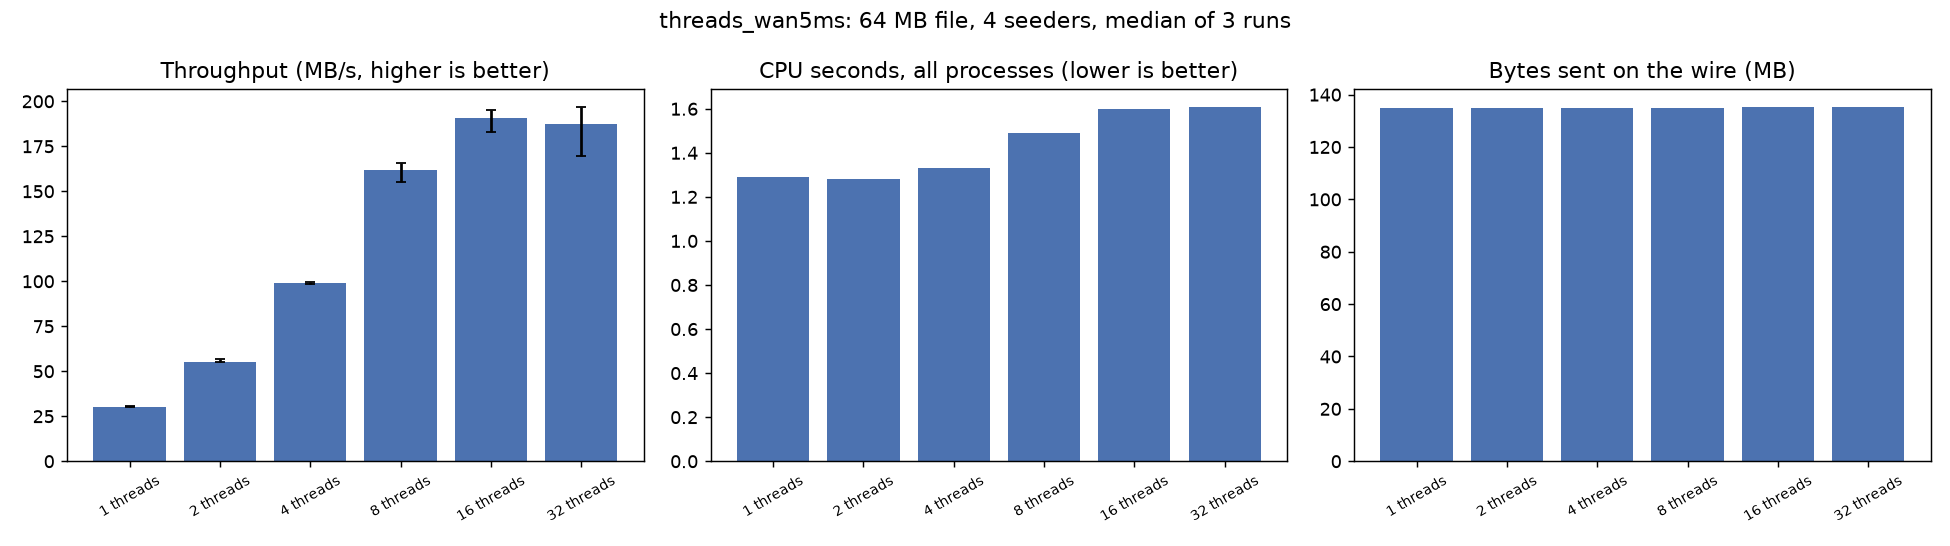 threads_wan5ms: 64 MB file, 4 seeders, median of 3 runs
Throughput (MB/s, higher is better)
200
175
150
125
100
75
50
25
0
1 threads
2 threads
4 threads
8 threads
16 threads
32 threads
CPU seconds, all processes (lower is better)
1.6
1.4
1.2
1.0
0.8
0.6
0.4
0.2
0.0
1 threads
2 threads
4 threads
8 threads
16 threads
32 threads
Bytes sent on the wire (MB)
140
120
100
80
60
40
20
0
1 threads
2 threads
4 threads
8 threads
16 threads
32 threads